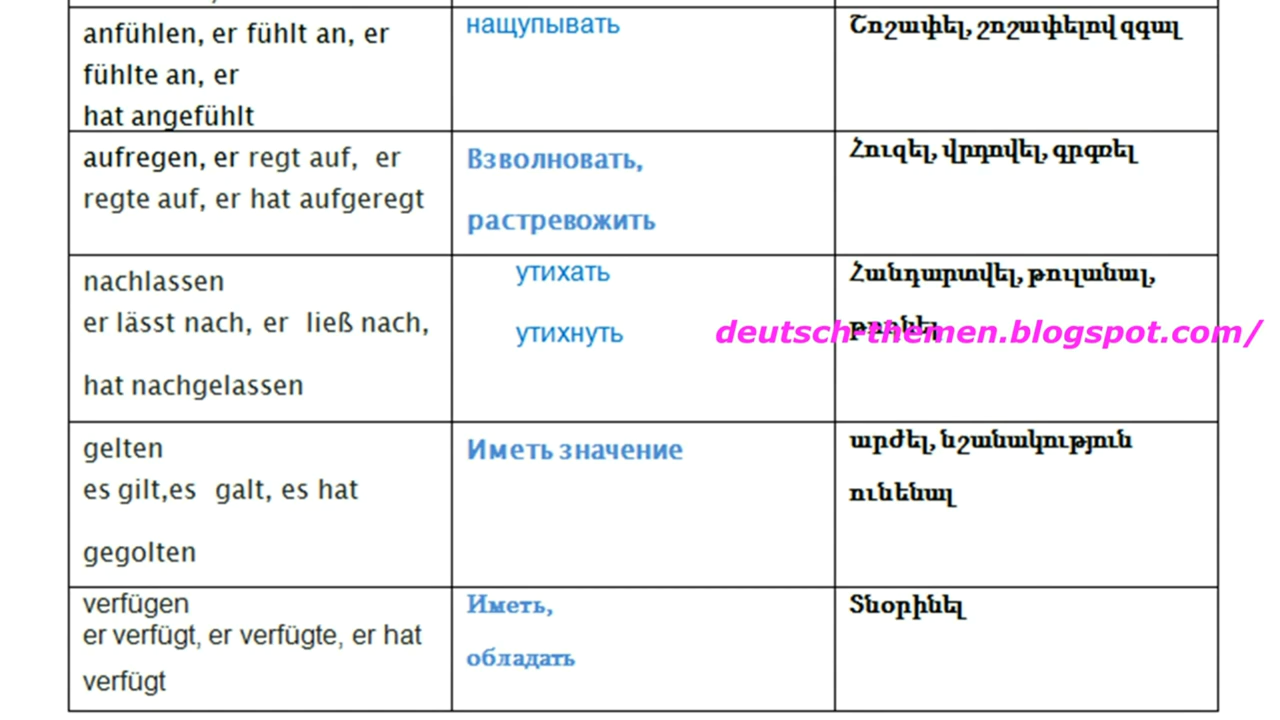 anfühlen, er fühlt an, er
fühlte an, er
hat angefühlt
нащупывать
Շոշափել, շոշափելով զգալ
aufregen, er regt auf, er
regte auf, er hat aufgeregt
Взволновать,
растревожить
Հուզել, վրդովել, գրգռել
nachlassen
er lässt nach, er ließ nach,
hat nachgelassen
утихать
утихнуть
Հանդարտվել, թուլանալ,
deutsch-themen.blogspot.com/
gelten
es gilt,es galt, es hat
gegolten
Иметь значение
արժել, նշանակություն
ունենալ
verfügen
er verfügt, er verfügte, er hat
verfügt
Иметь,
обладать
Տնօրինել